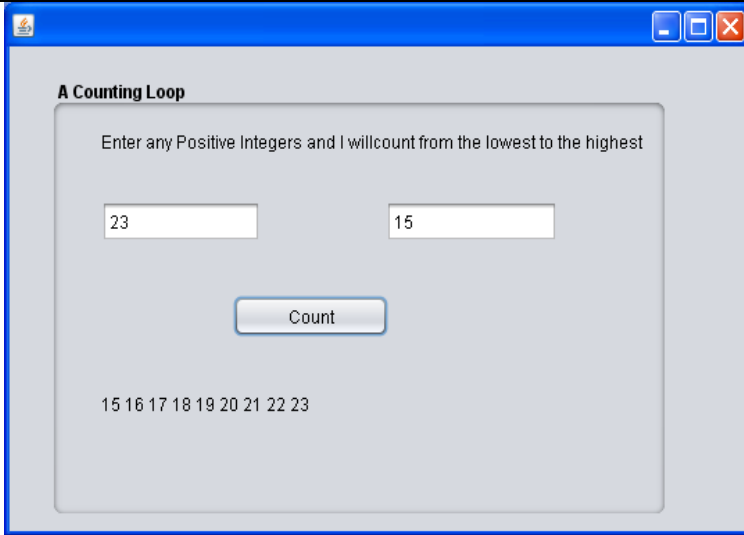 A Counting Loop
Enter any Positive Integers and I willcount from the lowest to the highest
23 15
Count
15 16 17 18 19 20 21 22 23